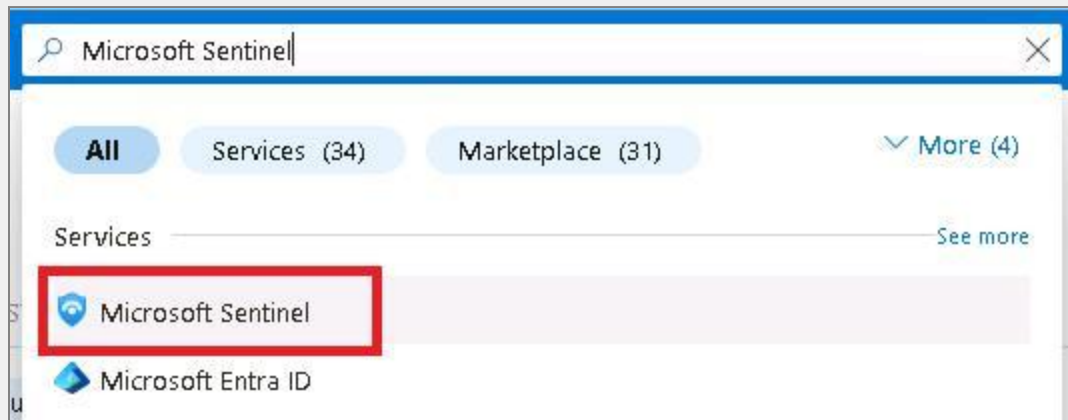 Microsoft Sentinel
All Services (34) Marketplace (31) More (4)
Services See more
Microsoft Sentinel
Microsoft Entra ID